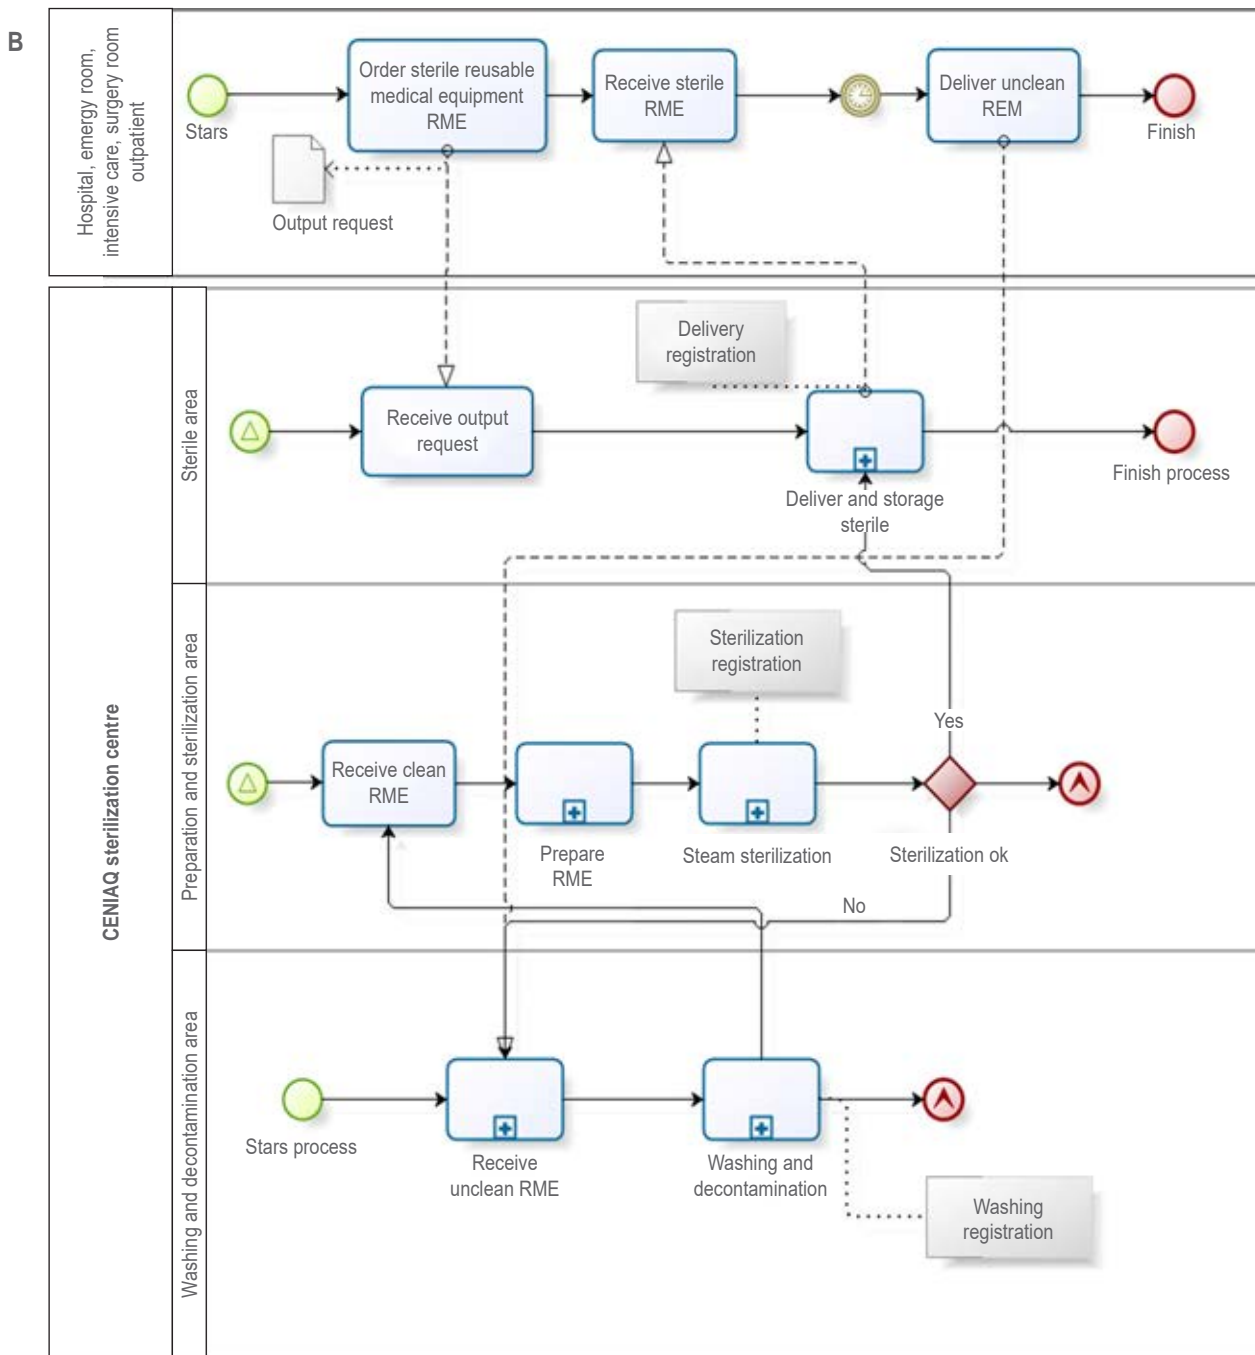 B
Hospital, emergy room,
intensive care, surgery room
outpatient
Stars
Order sterile reusable
medical equipment
RME
Receive sterile
RME
Deliver unclean
REM
Finish
Output request
CENIAQ sterilization centre
Sterile area
Delivery
registration
Receive output
request
Deliver and storage
sterile
Finish process
Preparation and sterilization area
Sterilization
registration
Yes
Receive clean
RME
Prepare
RME
Steam sterilization
Sterilization ok
No
Washing and decontamination area
Stars process
Receive
unclean RME
Washing and
decontamination
Washing
registration